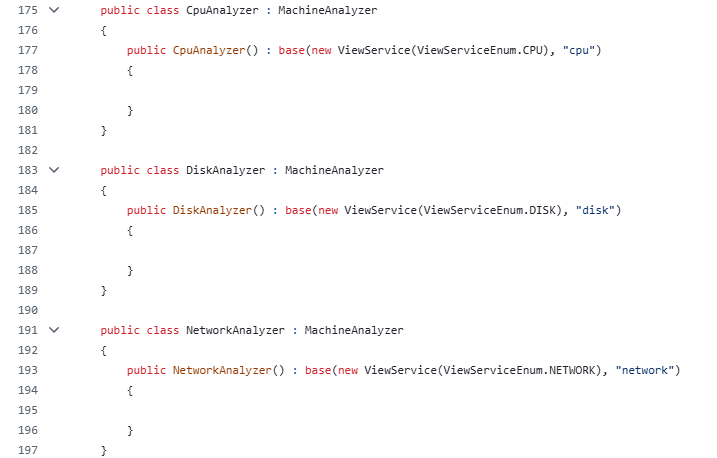 175 public class CpuAnalyzer : MachineAnalyzer
176 {
177 public CpuAnalyzer() : base(new ViewService(ViewServiceEnum.CPU), "cpu")
178 {
179
180 }
181 }
182
183 public class DiskAnalyzer : MachineAnalyzer
184 {
185 public DiskAnalyzer() : base(new ViewService(ViewServiceEnum.DISK), "disk")
186 {
187
188 }
189 }
190
191 public class NetworkAnalyzer : MachineAnalyzer
192 {
193 public NetworkAnalyzer() : base(new ViewService(ViewServiceEnum.NETWORK), "network")
194 {
195
196 }
197 }